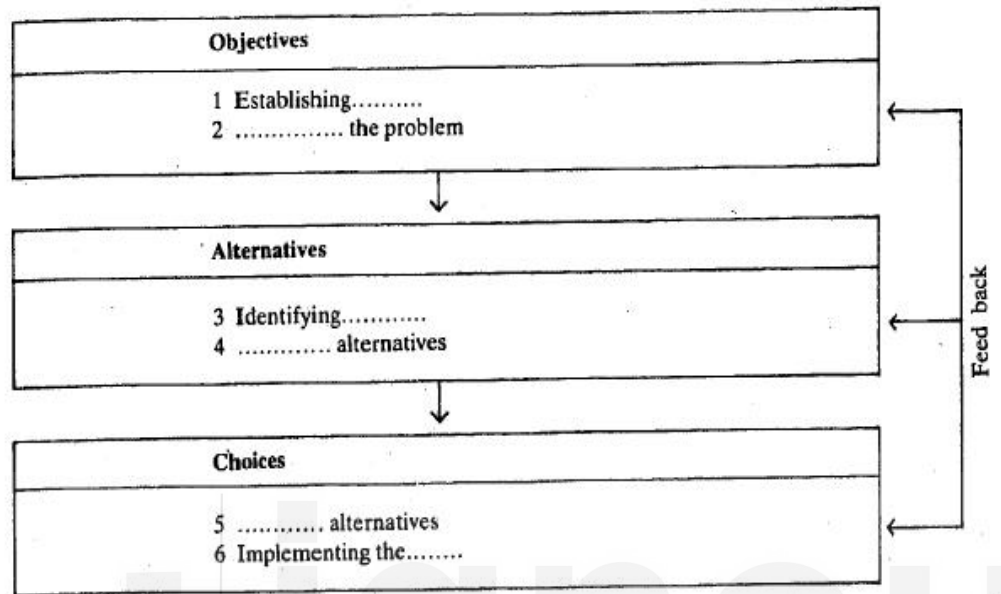 Objectives
1 Establishing..........
2 .............. the problem
Alternatives
3 Identifying............
4 ............ alternatives
Choices
5 ............ alternatives
6 Implementing the........
Feed back